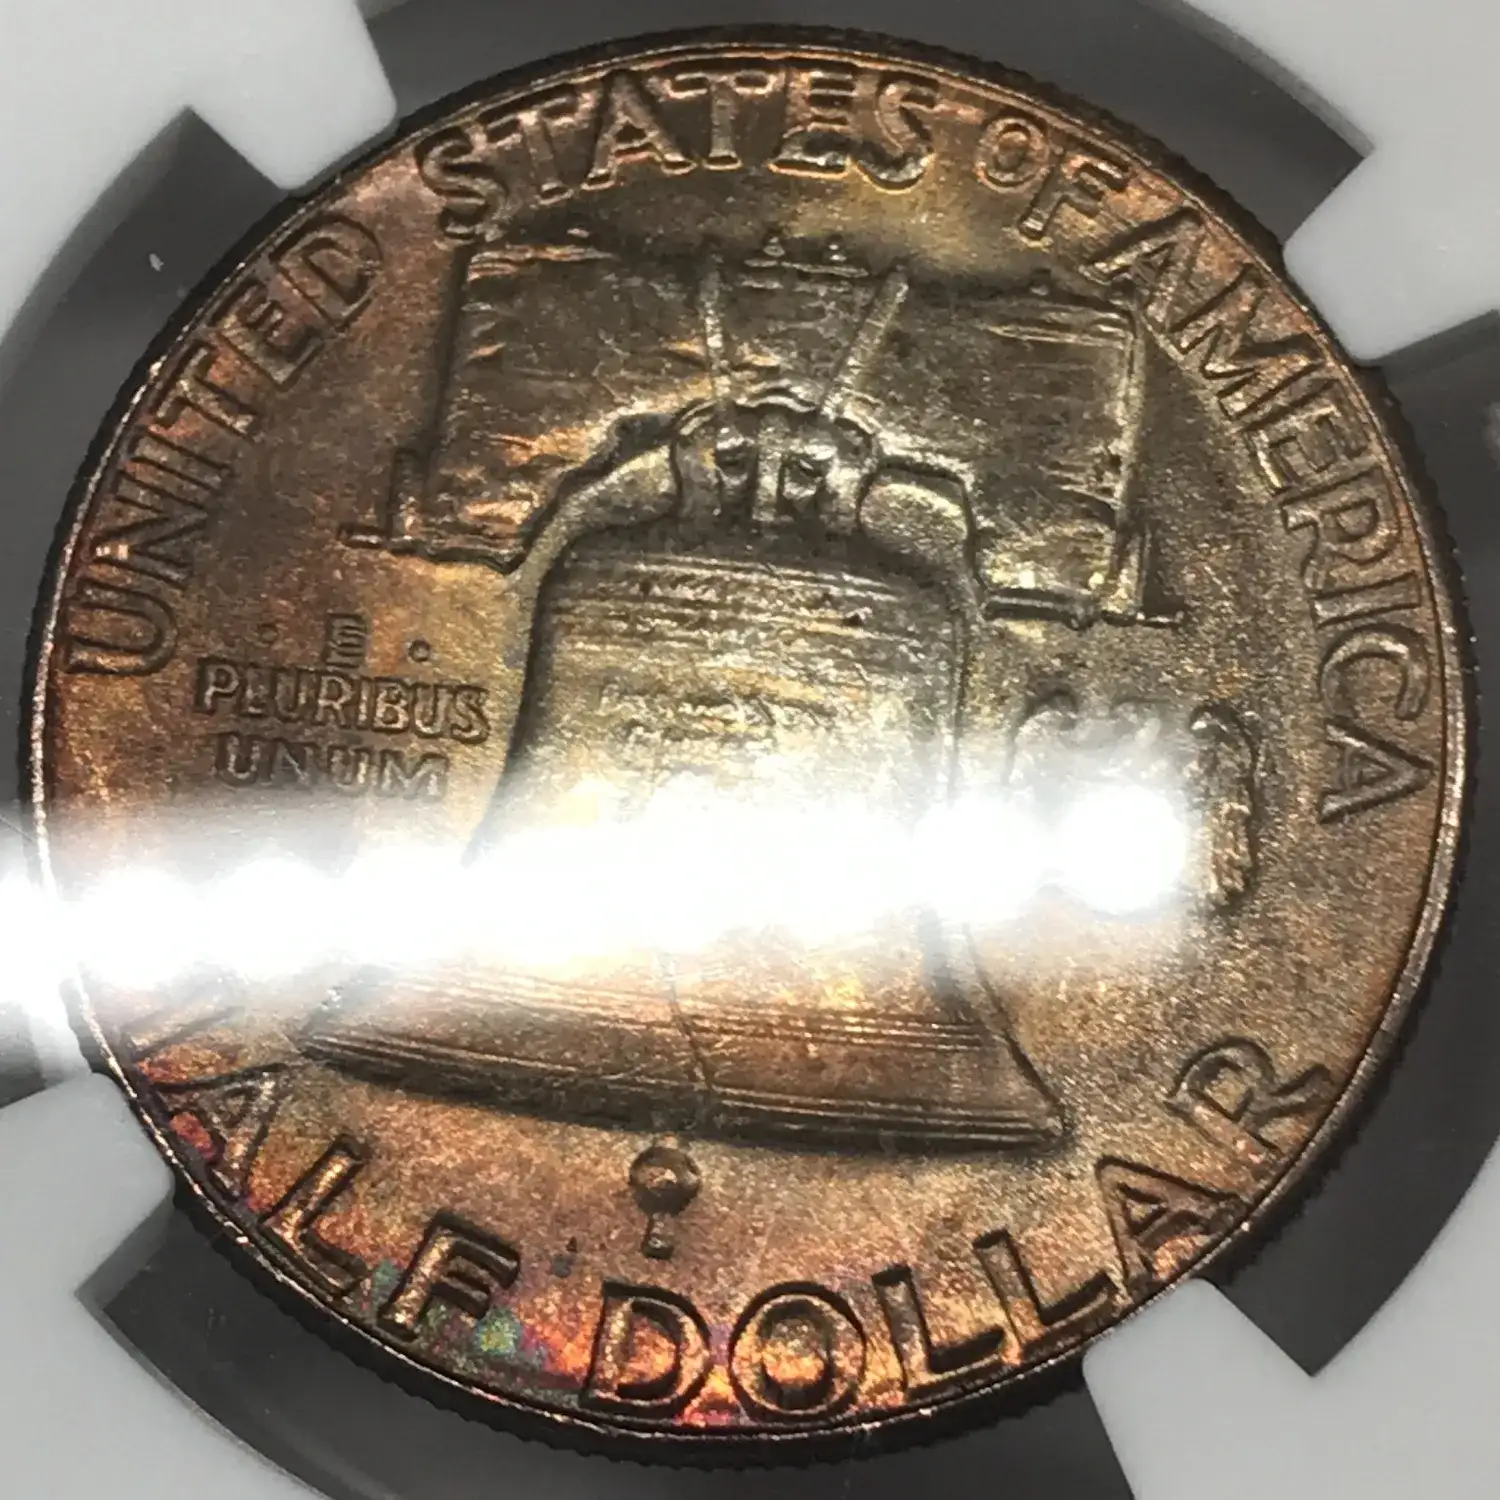 UNITED STATES OF AMERICA
· E ·
PLURIBUS
UNUM
HALF DOLLAR